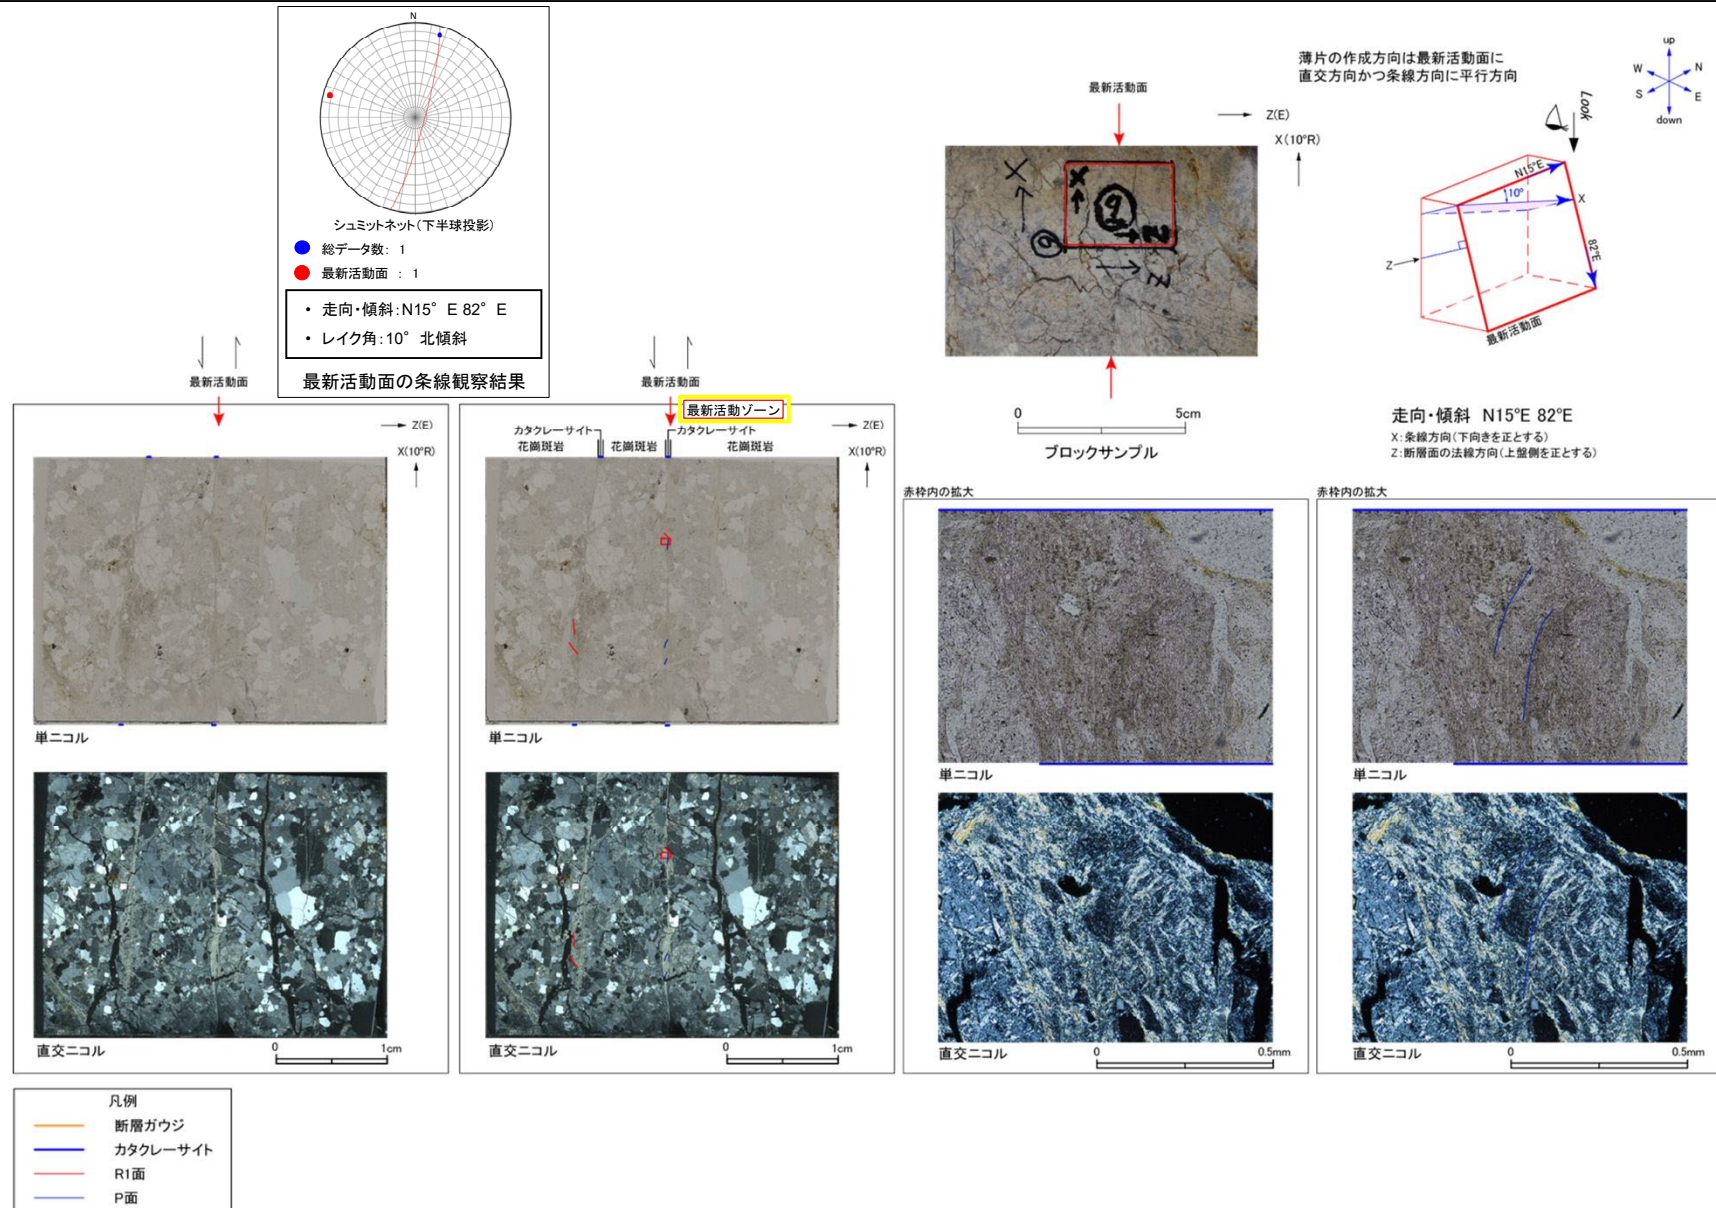 N
シュミットネット(下半球投影)
総データ数: 1
最新活動面 : 1
・ 走向・傾斜:N15° E 82° E
・ レイク角:10° 北傾斜
最新活動面の条線観察結果
最新活動面
Z(E)
X(10°R)
X
X
9
Z
9
Z
最新活動面
0
5cm
ブロックサンプル
薄片の作成方向は最新活動面に
直交方向かつ条線方向に平行方向
up
W
N
S
E
down
Look
N15°E
10°
X
82°E
Z
最新活動面
走向・傾斜 N15°E 82°E
X:条線方向(下向きを正とする)
Z:断層面の法線方向(上盤側を正とする)
最新活動面
Z(E)
X(10°R)
単ニコル
直交ニコル
0
1cm
最新活動面
最新活動ゾーン
カタクレーサイト
カタクレーサイト
花崗斑岩
花崗斑岩
花崗斑岩
Z(E)
X(10°R)
単ニコル
直交ニコル
0
1cm
赤枠内の拡大
単ニコル
直交ニコル
0
0.5mm
赤枠内の拡大
単ニコル
直交ニコル
0
0.5mm
凡例
断層ガウジ
カタクレーサイト
R1面
P面